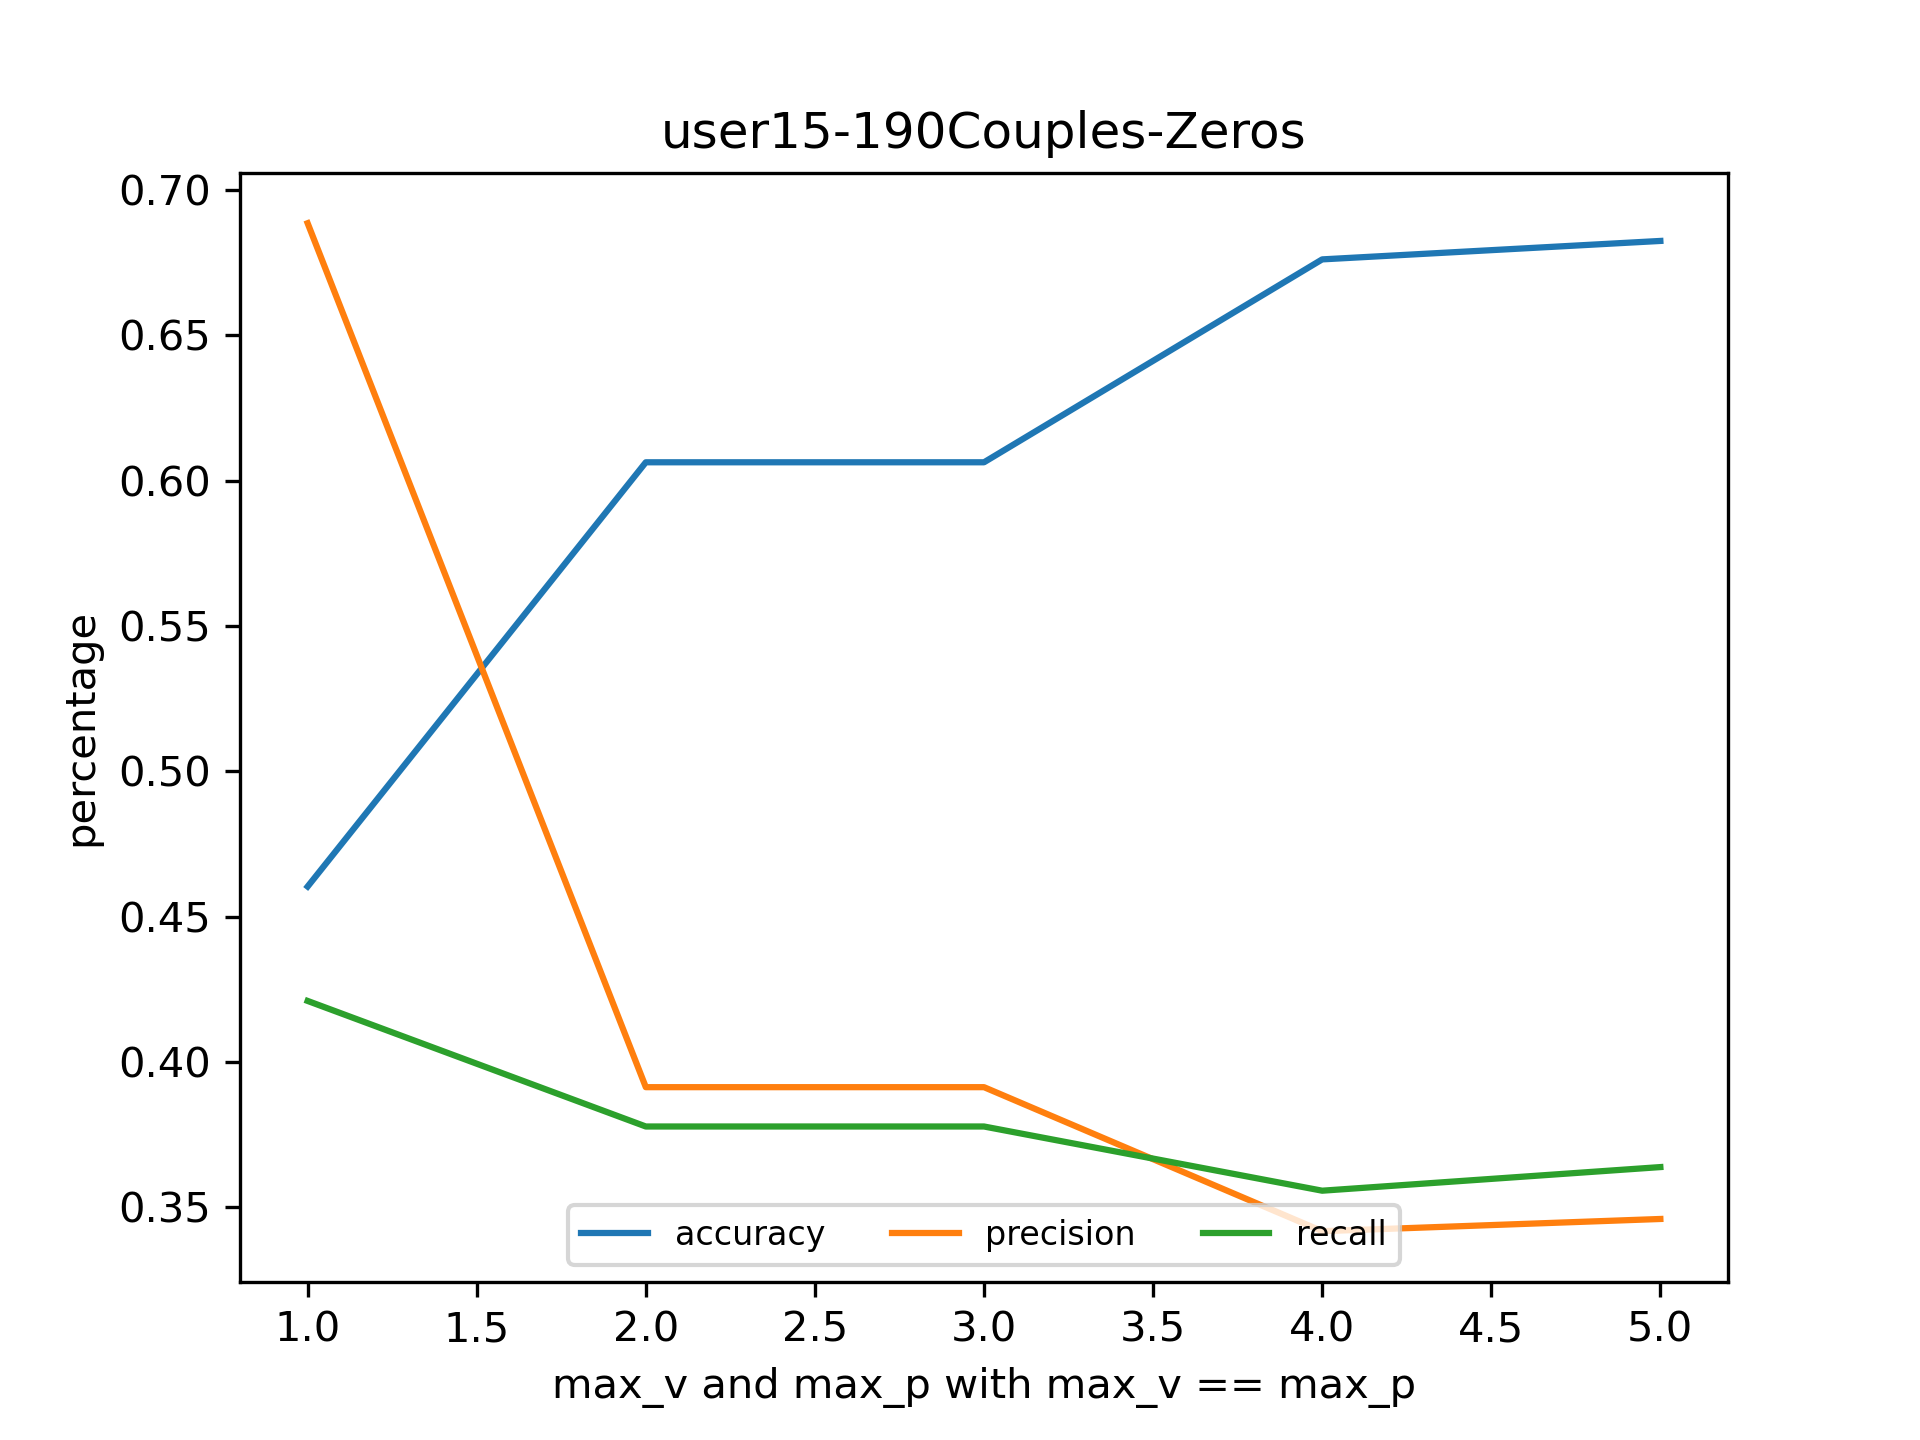 user15-190Couples-Zeros
0.70
0.65
0.60
0.55
0.50
0.45
0.40
0.35
percentage
accuracy precision recall
1.0 1.5 2.0 2.5 3.0 3.5 4.0 4.5 5.0
max_v and max_p with max_v == max_p